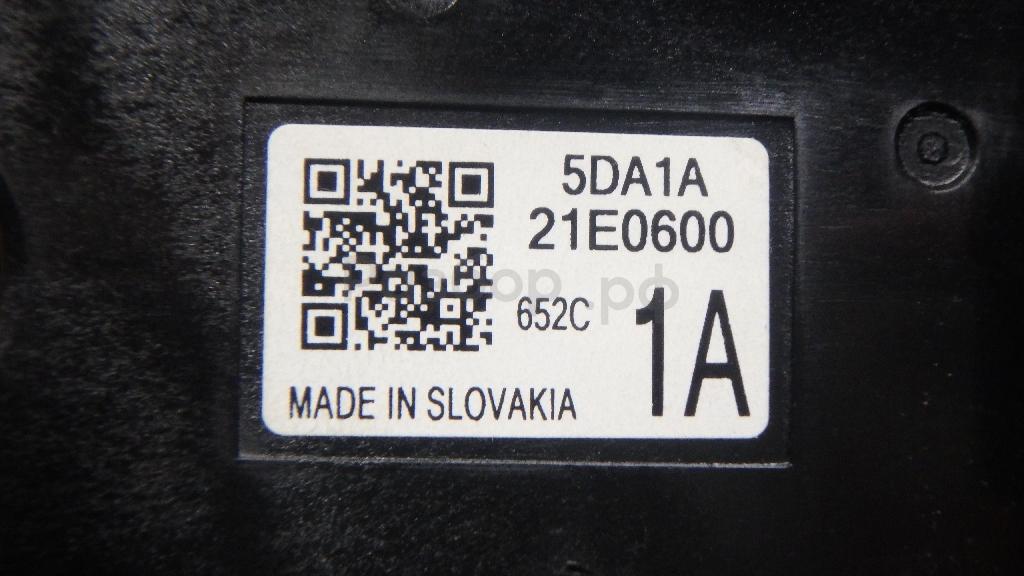 5DA1A
21E0600
652C
1A
MADE IN SLOVAKIA